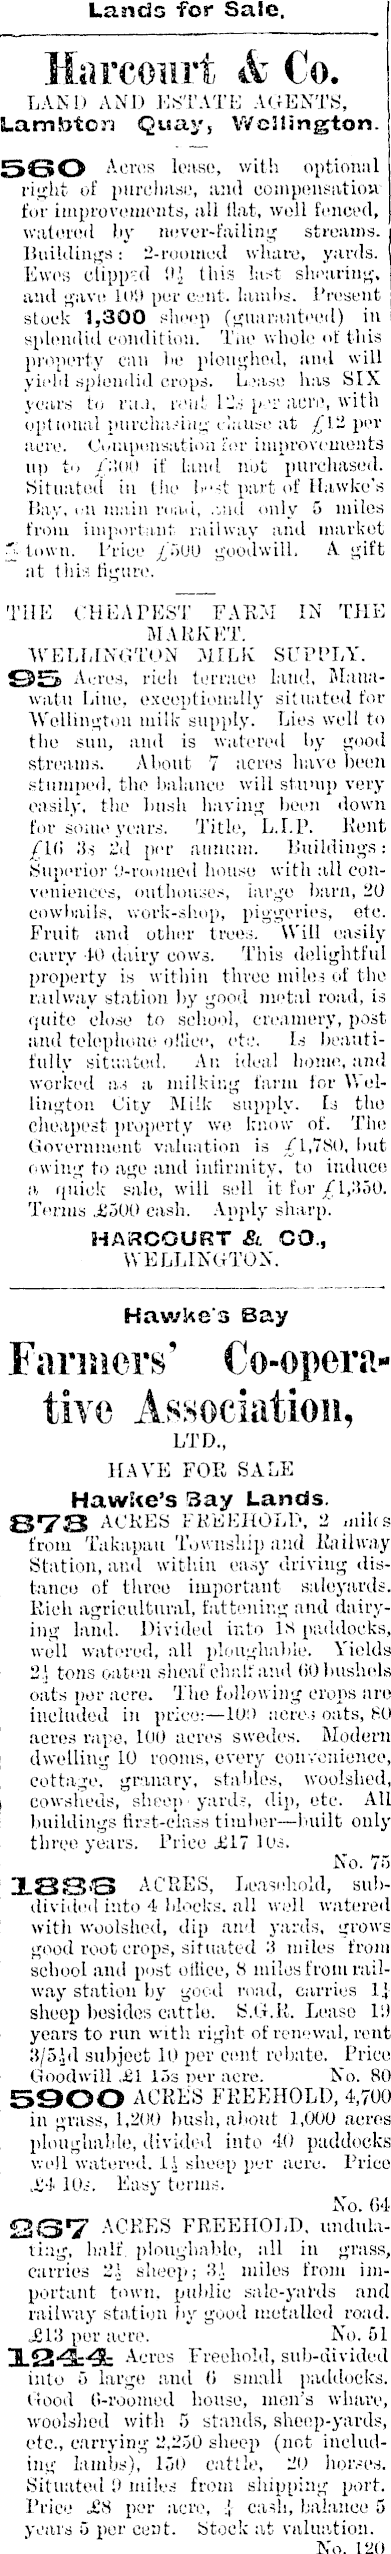 Lands for Sale.
Harcourt & Co.
LAND AND ESTATE AGENTS,
Lambton Quay, Wellington.
560 Acres lease, with optional
right of purchase, and compensation
for improvements, all flat, well fenced,
watered by never-failing streams.
Buildings: 2-roomed whare, yards.
Ewes clipped 9½ this last shearing,
and gave 109 per cent. lambs. Present
stock 1,300 sheep (guaranteed) in
splendid condition. The whole of this
property can be ploughed, and will
yield splendid crops. Lease has SIX
years to run, rent 12s per acre, with
optional purchasing clause at £12 per
acre. Compensation for improvements
up to £300 if land not purchased.
Situated in the best part of Hawke's
Bay, on main road, and only 5 miles
from important railway and market
town. Price £500 goodwill. A gift
at this figure.
THE CHEAPEST FARM IN THE
MARKET.
WELLINGTON MILK SUPPLY.
95 Acres, rich terrace land, Mana-
watu Line, exceptionally situated for
Wellington milk supply. Lies well to
the sun, and is watered by good
streams. About 7 acres have been
stumped, the balance will stump very
easily, the bush having been down
for some years. Title, L.I.P. Rent
£16 3s 2d per annum. Buildings:
Superior 9-roomed house with all con-
veniences, outhouses, large barn, 20
cowbails, work-shop, piggeries, etc.
Fruit and other trees. Will easily
carry 40 dairy cows. This delightful
property is within three miles of the
railway station by good metal road, is
quite close to school, creamery, post
and telephone office, etc. Is beauti-
fully situated. An ideal home, and
worked as a milking farm for Wel-
lington City Milk supply. Is the
cheapest property we know of. The
Government valuation is £1,780, but
owing to age and infirmity, to induce
a quick sale, will sell it for £1,350.
Terms £500 cash. Apply sharp.
HARCOURT & CO.,
WELLINGTON.
Hawke's Bay
Farmers' Co-opera-
tive Association,
LTD.,
HAVE FOR SALE
Hawke's Bay Lands.
878 ACRES FREEHOLD, 2 miles
from Takapau Township and Railway
Station, and within easy driving dis-
tance of three important saleyards.
Rich agricultural, fattening and dairy-
ing land. Divided into 18 paddocks,
well watered, all ploughable. Yields
2½ tons oaten sheaf chaff and 60 bushels
oats per acre. The following crops are
included in price:—100 acres oats, 80
acres rape, 100 acres swedes. Modern
dwelling 10 rooms, every convenience,
cottage, granary, stables, woolshed,
cowsheds, sheep yards, dip, etc. All
buildings first-class timber—built only
three years. Price £17 10s.
No. 75
1886 ACRES, Leasehold, sub-
divided into 4 blocks, all well watered
with woolshed, dip and yards, grows
good root crops, situated 3 miles from
school and post office, 8 miles from rail-
way station by good road, carries 1½
sheep besides cattle. S.G.R. Lease 19
years to run with right of renewal, rent
3/5½d subject 10 per cent rebate. Price
Goodwill £1 15s per acre. No. 80
5900 ACRES FREEHOLD, 4,700
in grass, 1,200 bush, about 1,000 acres
ploughable, divided into 40 paddocks
well watered. 1½ sheep per acre. Price
£4 10s. Easy terms.
No. 64
267 ACRES FREEHOLD, undula-
ting, half ploughable, all in grass,
carries 2½ sheep; 3½ miles from im-
portant town, public sale-yards and
railway station by good metalled road.
£13 per acre. No. 51
1244 Acres Freehold, sub-divided
into 5 large and 6 small paddocks.
Good 6-roomed house, men's whare,
woolshed with 5 stands, sheep-yards,
etc., carrying 2,250 sheep (not includ-
ing lambs), 150 cattle, 20 horses.
Situated 9 miles from shipping port.
Price £8 per acre, cash, balance 5
years 5 per cent. Stock at valuation.
No. 120